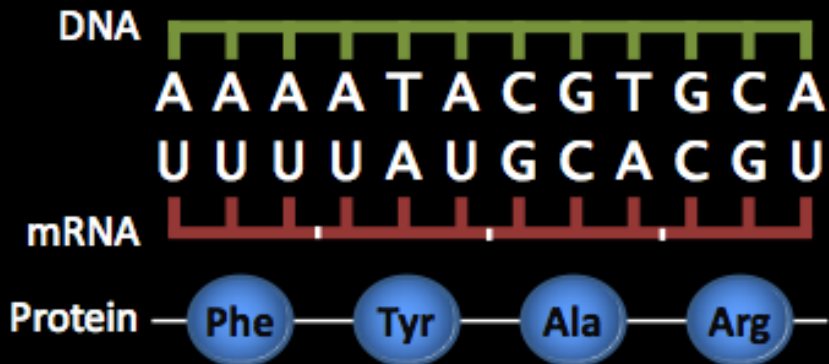 DNA
A A A A T A C G T G C A
U U U U A U G C A C G U
mRNA
Protein Phe Tyr Ala Arg